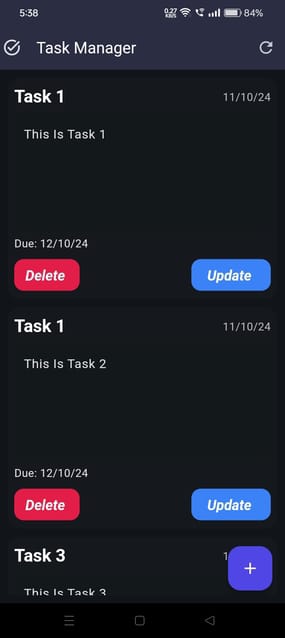 5:38
0.27
KB/S
84%
Task Manager
Task 1
11/10/24
This Is Task 1
Due: 12/10/24
Delete
Update
Task 1
11/10/24
This Is Task 2
Due: 12/10/24
Delete
Update
Task 3
This Is Task 3